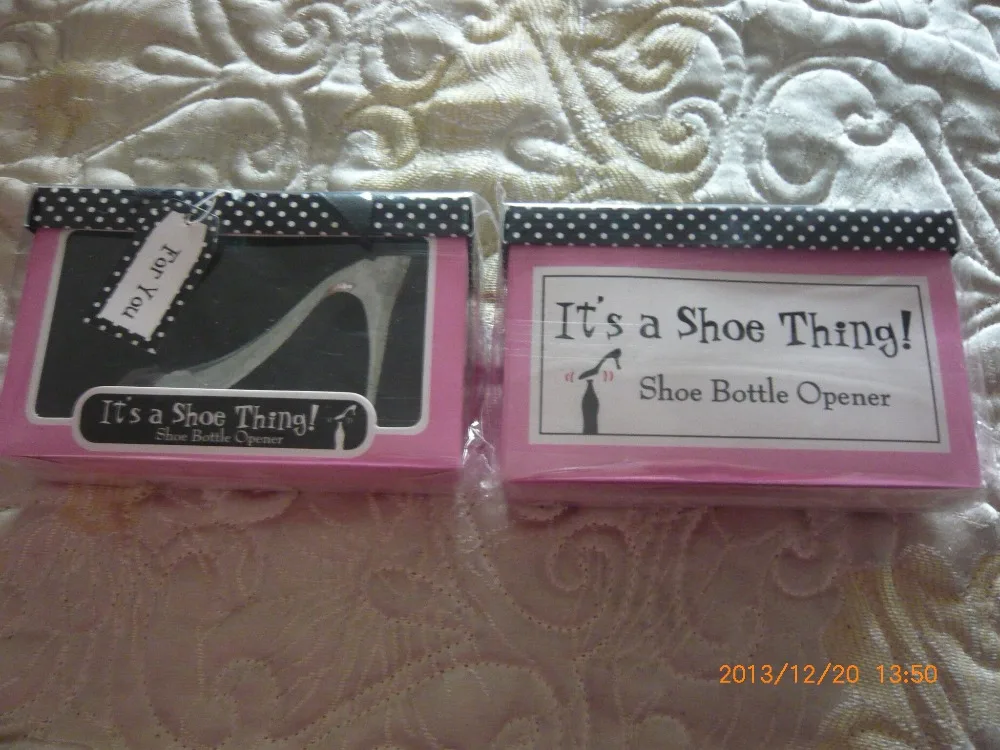 For You
It's a Shoe Thing!
Shoe Bottle Opener
It's a Shoe Thing!
Shoe Bottle Opener
2013/12/20 13:50